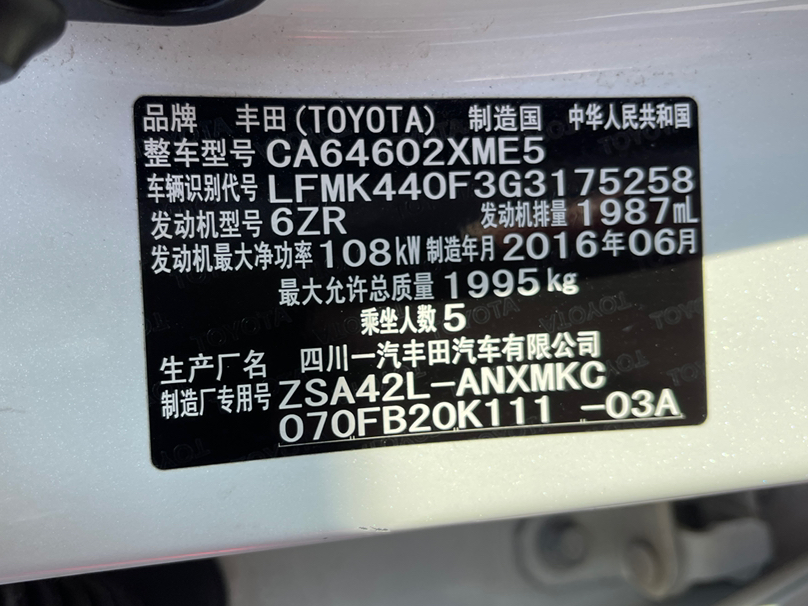 品牌 丰田(TOYOTA) 制造国 中华人民共和国
整车型号 CA64602XME5
车辆识别代号 LFMK440F3G3175258
发动机型号 6ZR 发动机排量 1987mL
发动机最大净功率 108kW 制造年月 2016年06月
最大允许总质量 1995kg
乘坐人数 5
生产厂名 四川一汽丰田汽车有限公司
制造厂专用号 ZSA42L-ANXMKC
070FB20K111 -03A